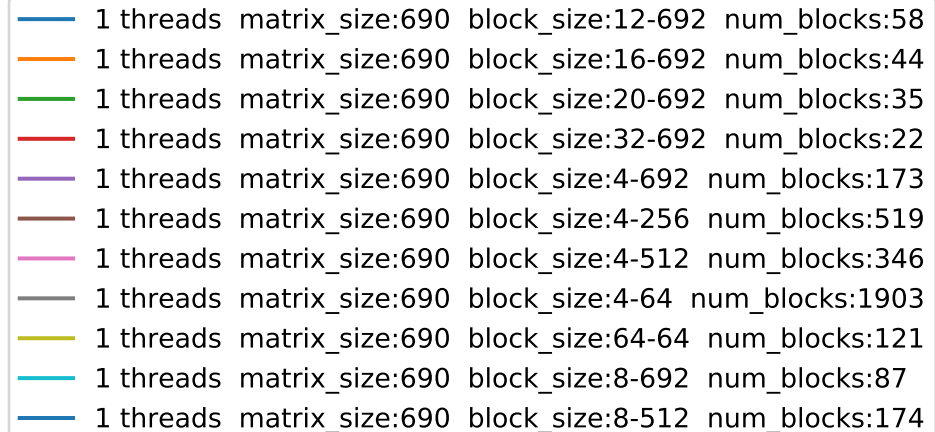 1 threads matrix_size:690 block_size:12-692 num_blocks:58
1 threads matrix_size:690 block_size:16-692 num_blocks:44
1 threads matrix_size:690 block_size:20-692 num_blocks:35
1 threads matrix_size:690 block_size:32-692 num_blocks:22
1 threads matrix_size:690 block_size:4-692 num_blocks:173
1 threads matrix_size:690 block_size:4-256 num_blocks:519
1 threads matrix_size:690 block_size:4-512 num_blocks:346
1 threads matrix_size:690 block_size:4-64 num_blocks:1903
1 threads matrix_size:690 block_size:64-64 num_blocks:121
1 threads matrix_size:690 block_size:8-692 num_blocks:87
1 threads matrix_size:690 block_size:8-512 num_blocks:174